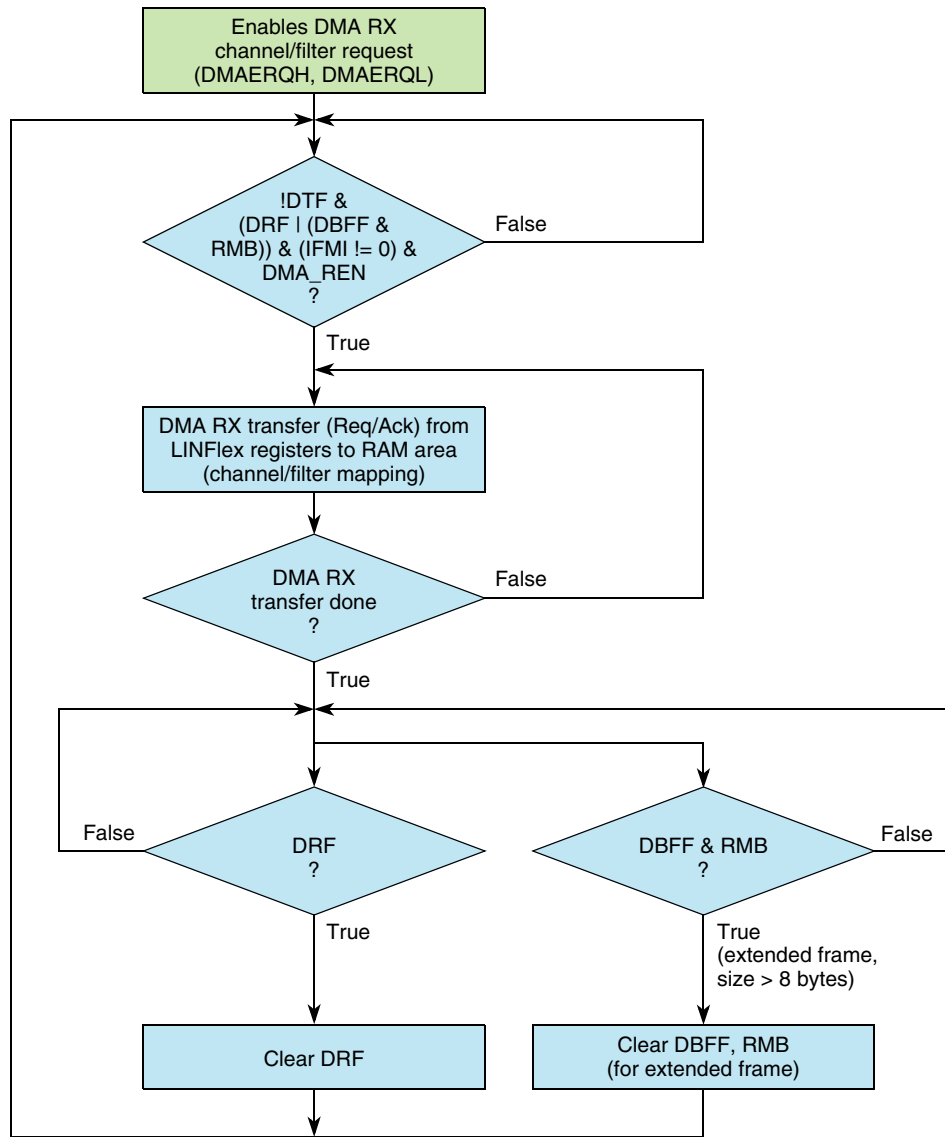 Enables DMA RX
channel/filter request
(DMAERQH, DMAERQL)
!DTF &
(DRF | (DBFF &
RMB)) & (IFMI != 0) &
DMA_REN
?
False
True
DMA RX transfer (Req/Ack) from
LINFlex registers to RAM area
(channel/filter mapping)
DMA RX
transfer done
?
False
True
False
DRF
?
DBFF & RMB
?
False
True
True
(extended frame,
size > 8 bytes)
Clear DRF
Clear DBFF, RMB
(for extended frame)